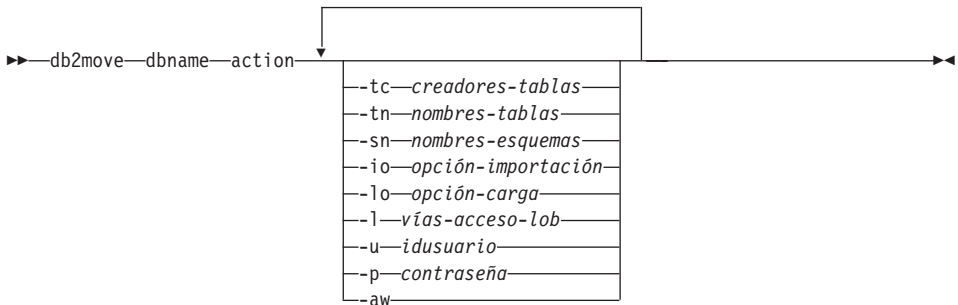 db2move dbname action
-tc creadores-tablas
-tn nombres-tablas
-sn nombres-esquemas
-io opción-importación
-lo opción-carga
-l vías-acceso-lob
-u idusuario
-p contraseña
-aw